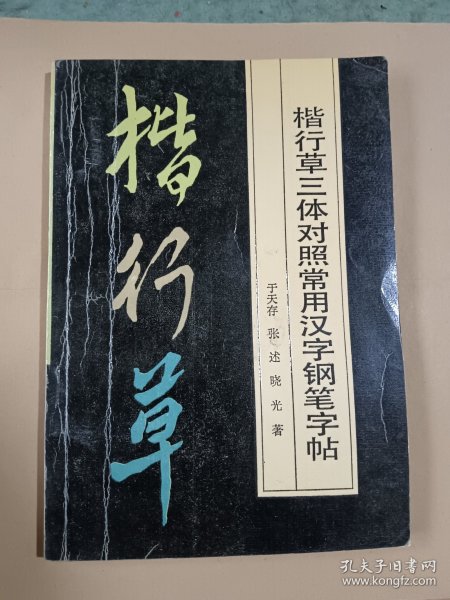 楷行草
楷行草三体对照常用汉字钢笔字帖
于天存 张述 晓光 著
孔夫子旧书网
www.kongfz.com